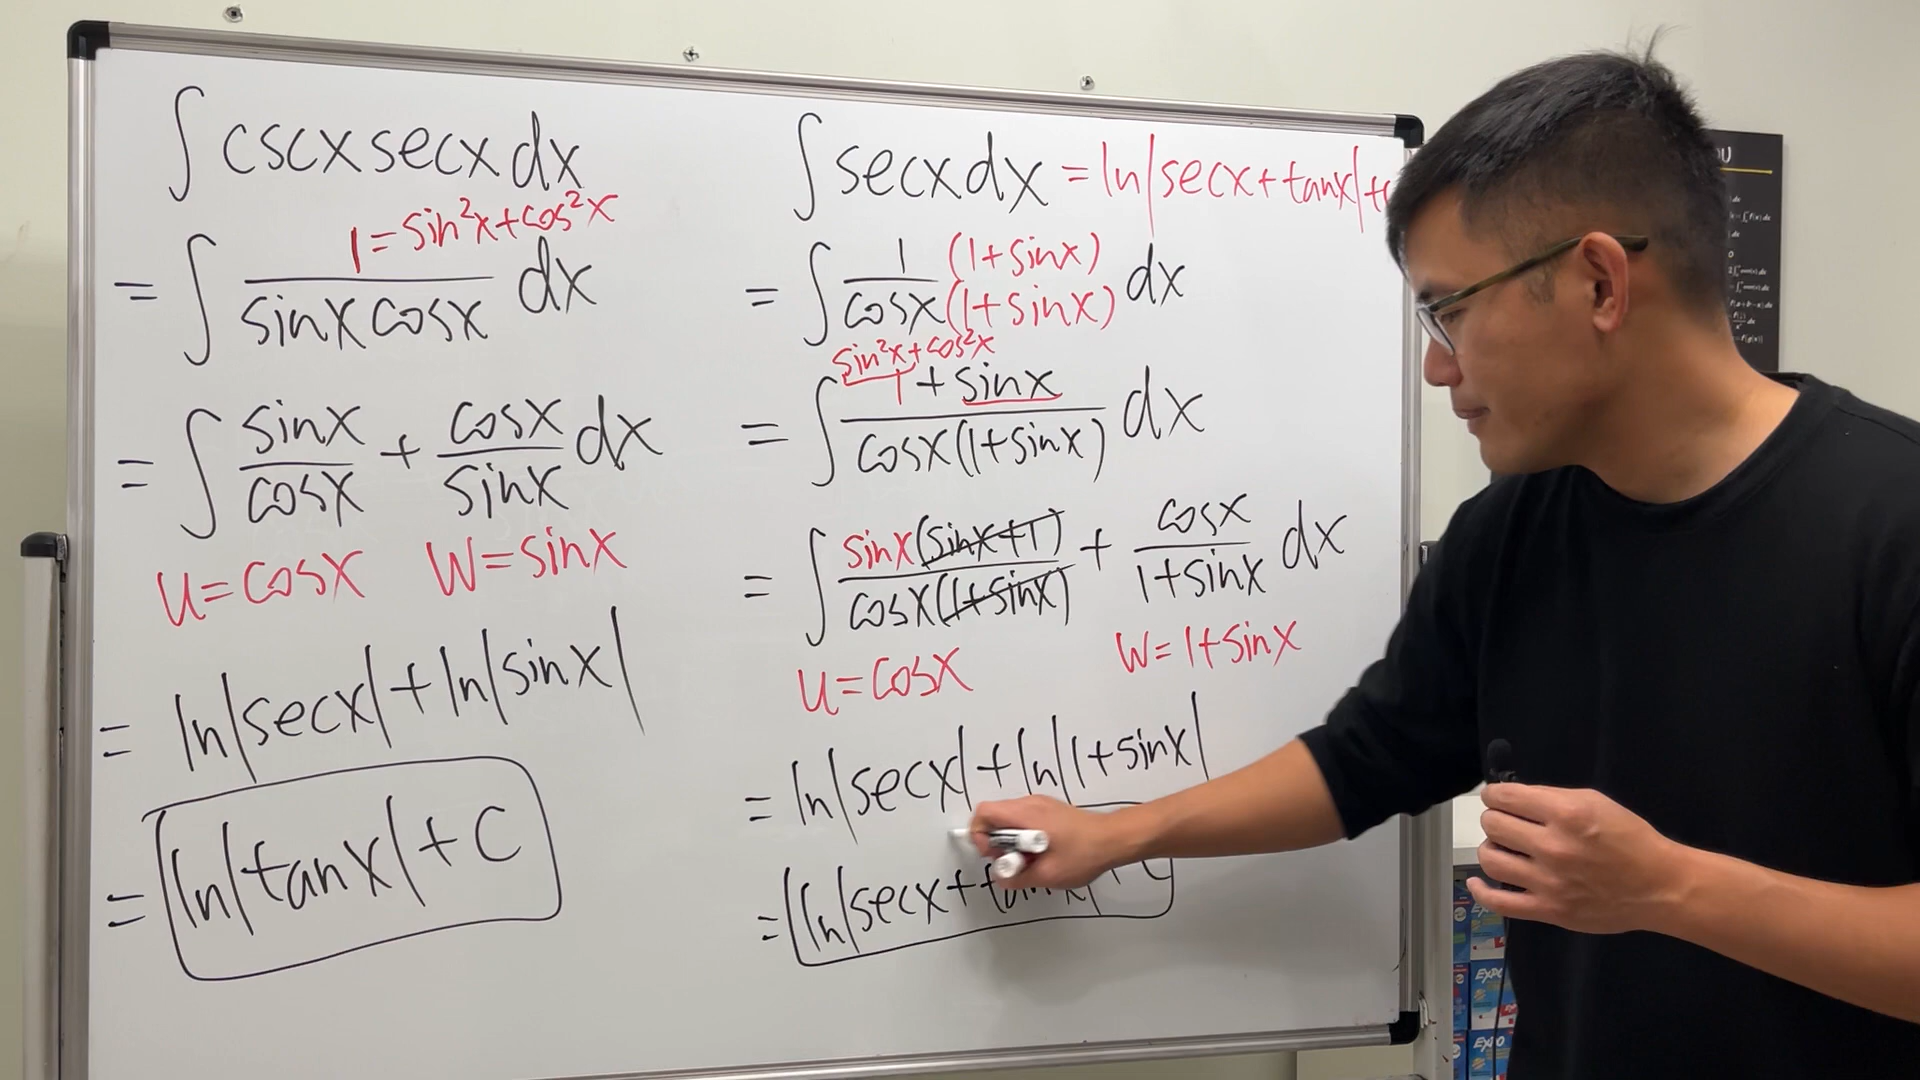 ∫ cscx secx dx
1 = sin²x + cos²x
= ∫ 1/(sinx cosx) dx
= ∫ sinx/cosx + cosx/sinx dx
u = cosx w = sinx
= ln|secx| + ln|sinx|
= ln|tanx| + C
∫ secx dx = ln|secx + tanx| + C
= ∫ 1/cosx (1+sinx)/(1+sinx) dx
sin²x + cos²x
= ∫ (1 + sinx)/(cosx(1+sinx)) dx
= ∫ sinx(sinx+1)/(cosx(1+sinx)) + cosx/(1+sinx) dx
u = cosx w = 1+sinx
= ln|secx| + ln|1+sinx|
= ln|secx + tanx| + C
EXPO
EXPO
EXPO